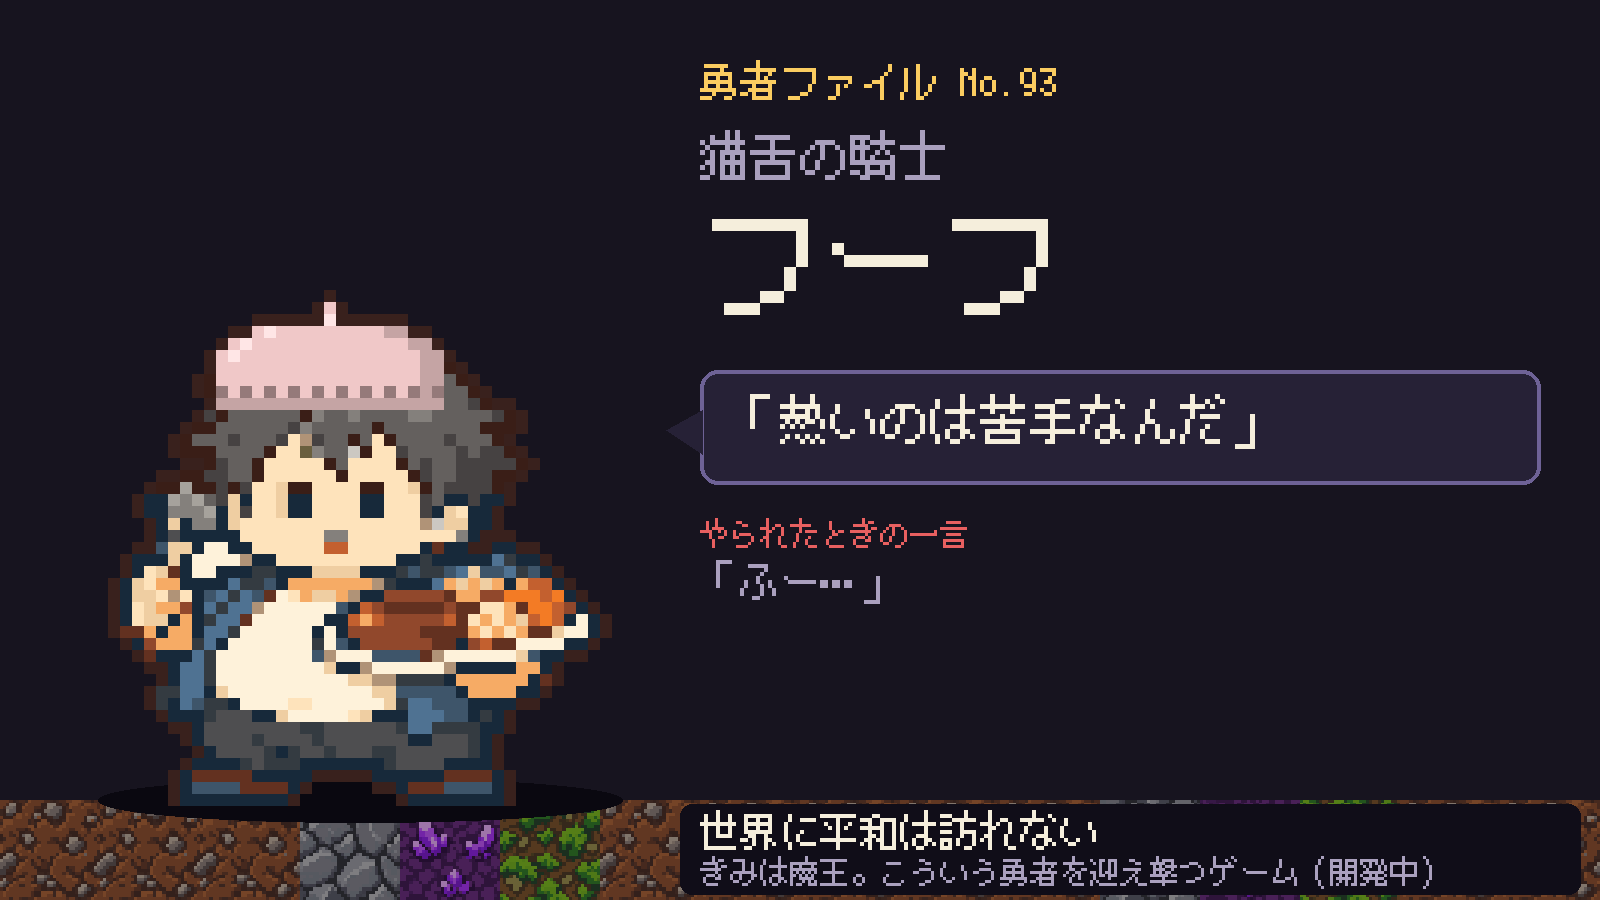 勇者ファイル No.93
猫舌の騎士
フーフ
「熱いのは苦手なんだ」
やられたときの一言
「ふー…」
世界に平和は訪れない
きみは魔王。こういう勇者を迎え撃つゲーム（開発中）